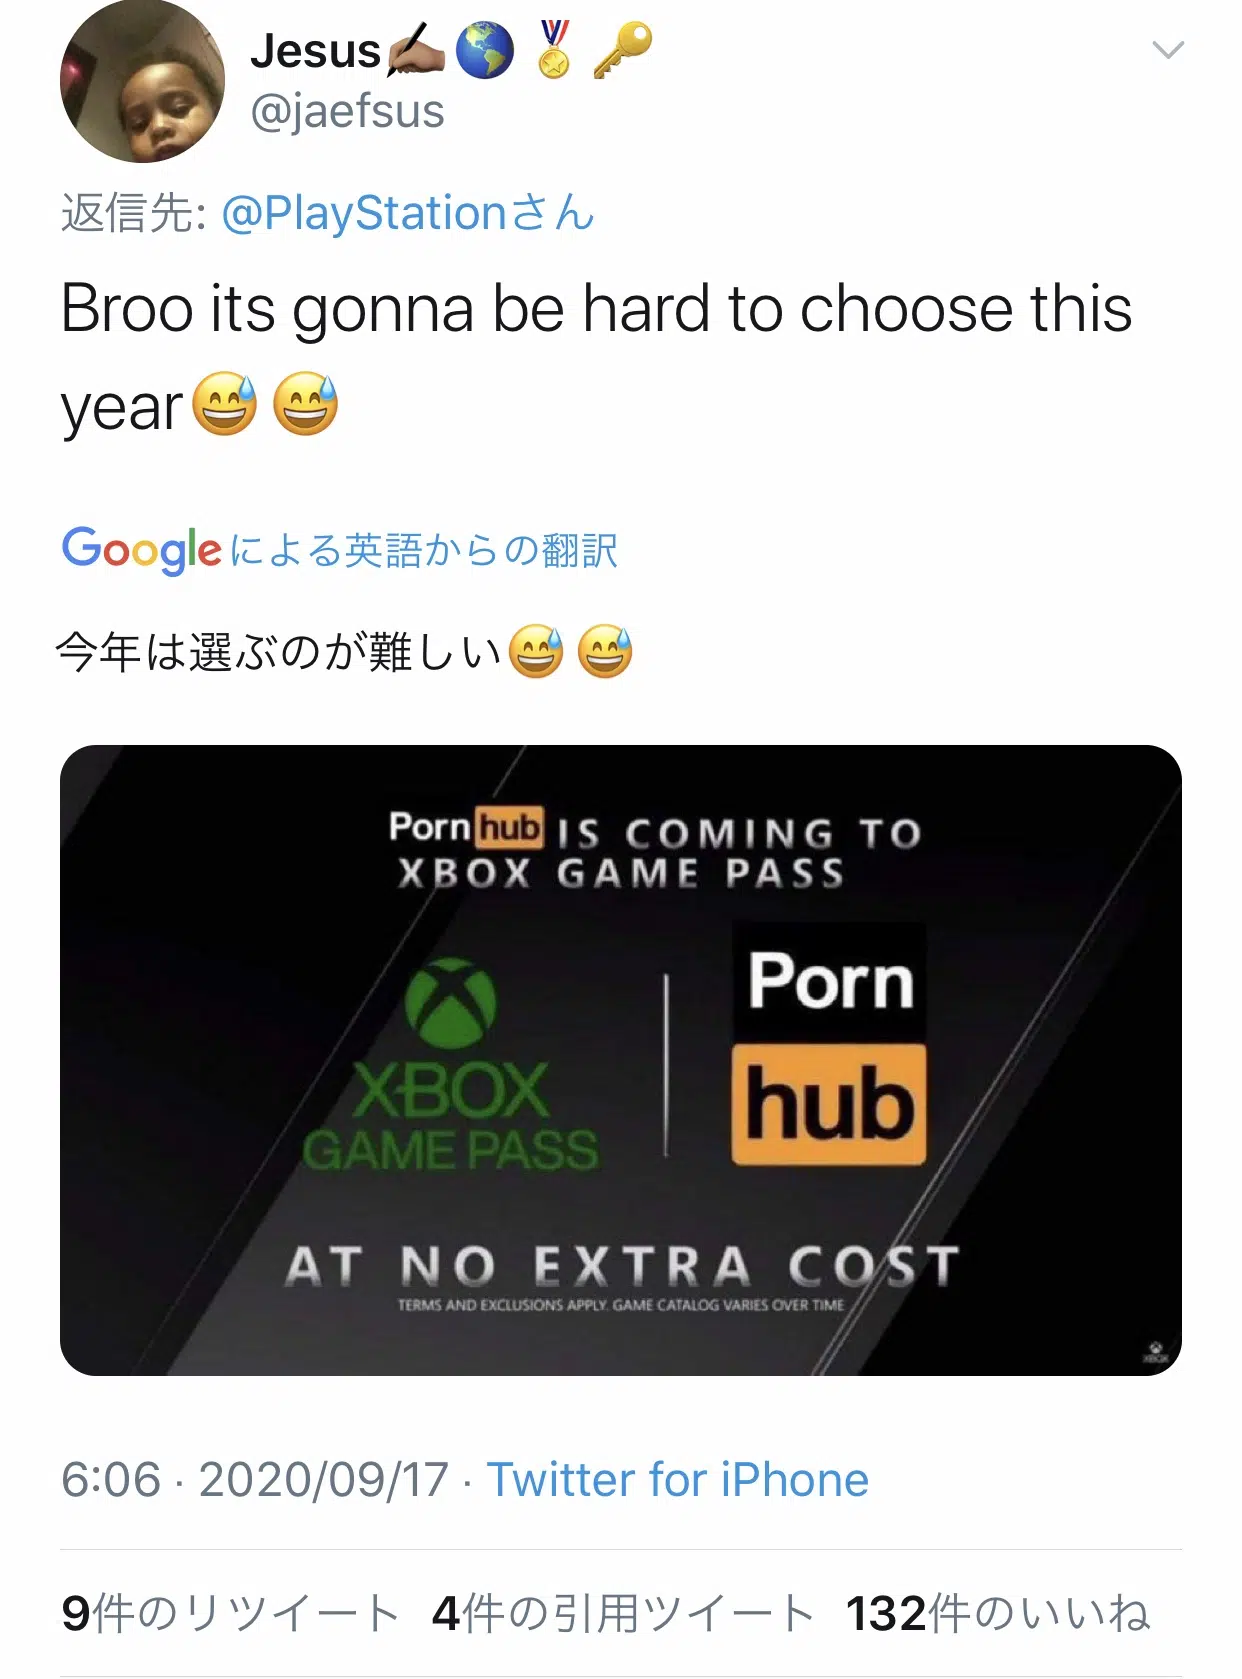 Jesus✍🏾🌎🏅🔑
@jaefsus
返信先: @PlayStationさん
Broo its gonna be hard to choose this
year😅😅
Googleによる英語からの翻訳
今年は選ぶのが難しい😅😅
Porn hub IS COMING TO
XBOX GAME PASS
XBOX
GAME PASS
Porn
hub
AT NO EXTRA COST
TERMS AND EXCLUSIONS APPLY. GAME CATALOG VARIES OVER TIME
XBOX
6:06 · 2020/09/17 · Twitter for iPhone
9件のリツイート 4件の引用ツイート 132件のいいね